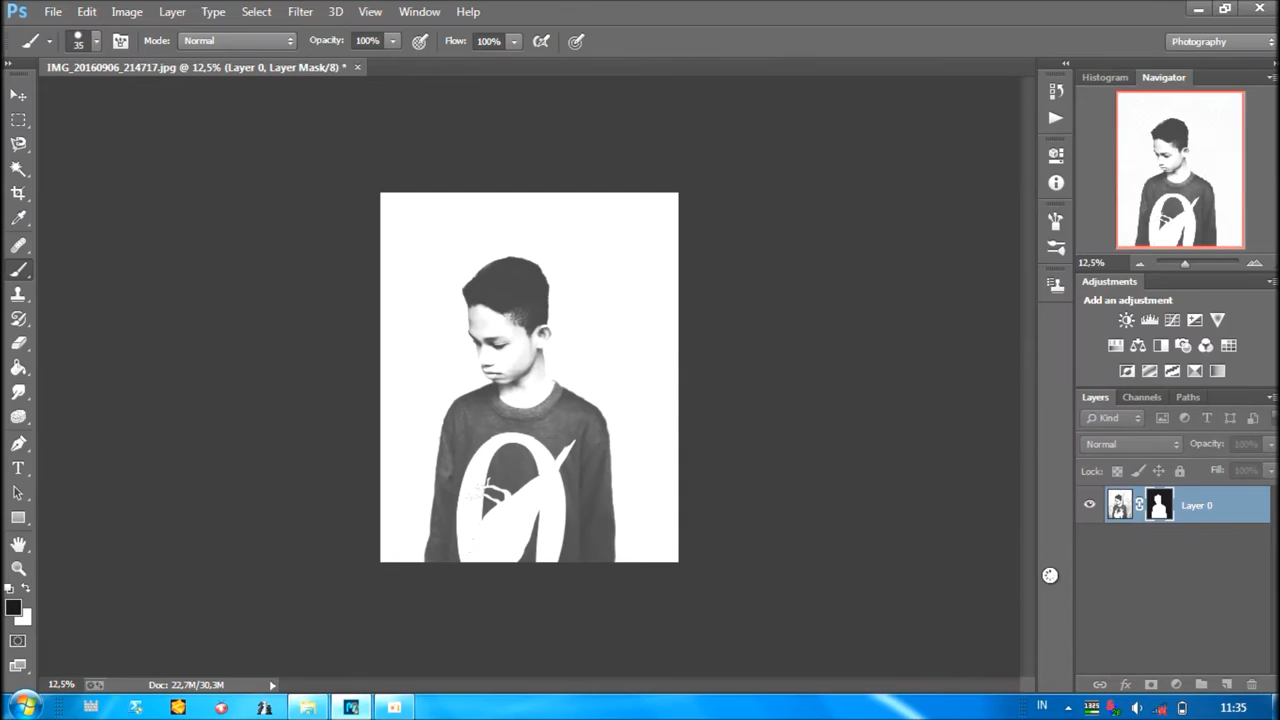 Ps File Edit Image Layer Type Select Filter 3D View Window Help
35 Mode: Normal Opacity: 100% Flow: 100% Photography
IMG_20160906_214717.jpg @ 12,5% (Layer 0, Layer Mask/8) * ×
Histogram Navigator
12,5%
Adjustments
Add an adjustment
Layers Channels Paths
Kind
Normal Opacity: 100%
Lock: Fill: 100%
Layer 0
12,5% Doc: 22,7M/30,3M
IN 1325 11:35